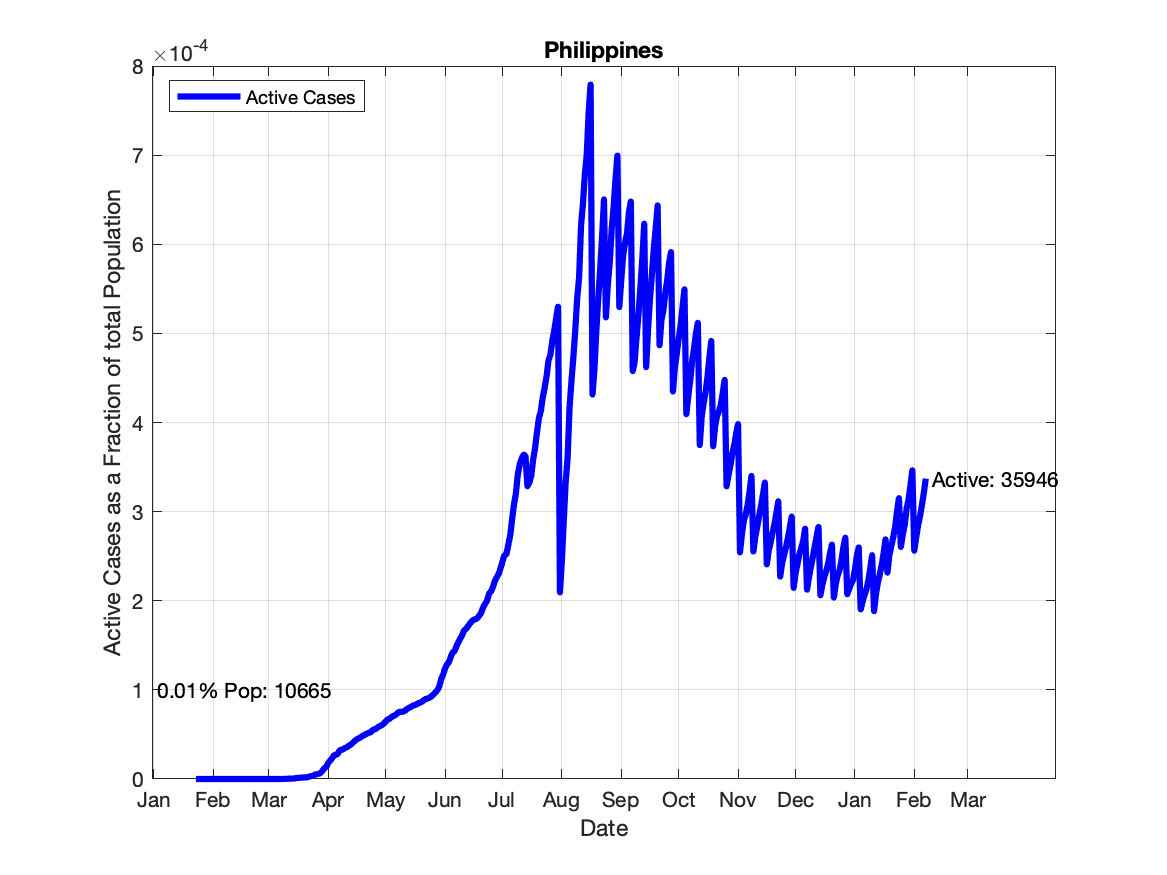 Philippines
×10-4
Active Cases
Active Cases as a Fraction of total Population
8
7
6
5
4
3
2
1
0
0.01% Pop: 10665
Active: 35946
Jan Feb Mar Apr May Jun Jul Aug Sep Oct Nov Dec Jan Feb Mar
Date